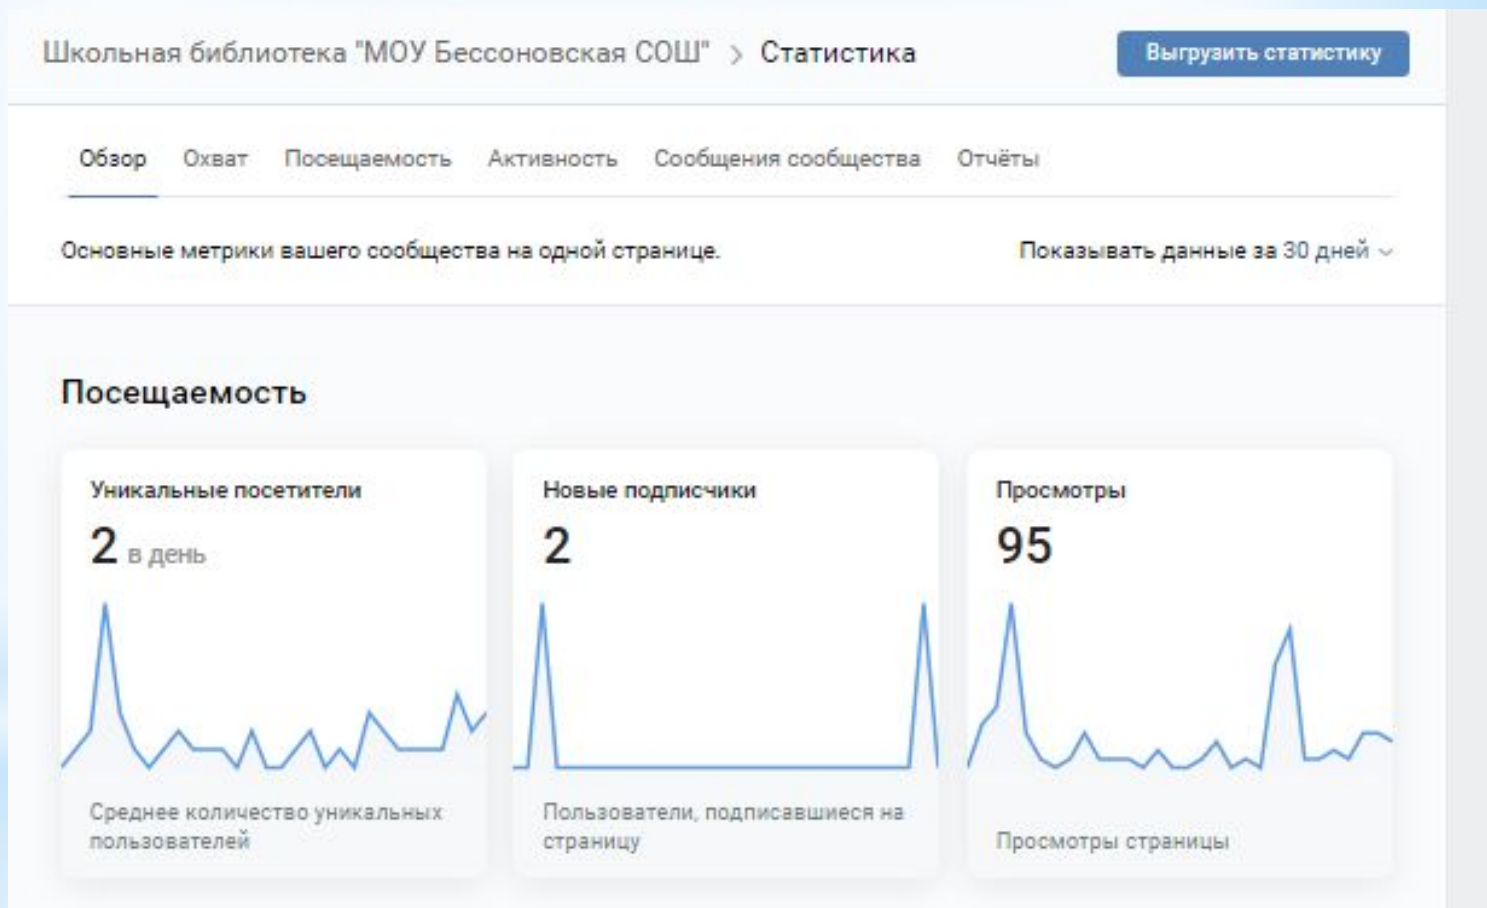 Школьная библиотека "МОУ Бессоновская СОШ" > Статистика
Выгрузить статистику
Обзор Охват Посещаемость Активность Сообщения сообщества Отчёты
Основные метрики вашего сообщества на одной странице.
Показывать данные за 30 дней
Посещаемость
Уникальные посетители
2 в день
Среднее количество уникальных
пользователей
Новые подписчики
2
Пользователи, подписавшиеся на
страницу
Просмотры
95
Просмотры страницы